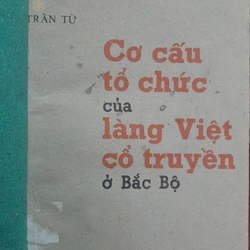 TRẦN TỪ
Cơ cấu
tổ chức
của
làng Việt
cổ truyền
ở Bắc Bộ